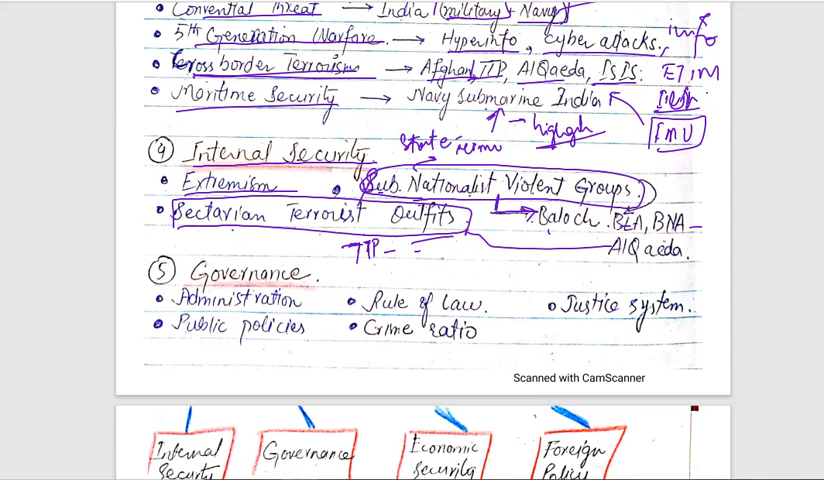 • Convental threat → India (military + Navy)
• 5th Generation Warfare. → Hyperinfo, cyber attacks. info
• Cross border Terrorism → Afghan, TTP, AlQaeda, ISIS. ETIM
• Maritime Security → Navy submarine India
IMU
↑ - highlight
④ Internal Security.
• Extremism • Sub. Nationalist Violent Groups.
• Sectarian Terrorist Outfits. → Baloch. BLA, BNA -
TTP - AlQaeda.
⑤ Governance.
• Administration • Rule of law. • Justice system.
• Public policies • Crime ratio
Scanned with CamScanner
Internal Security
Governance
Economic Security
Foreign Policy